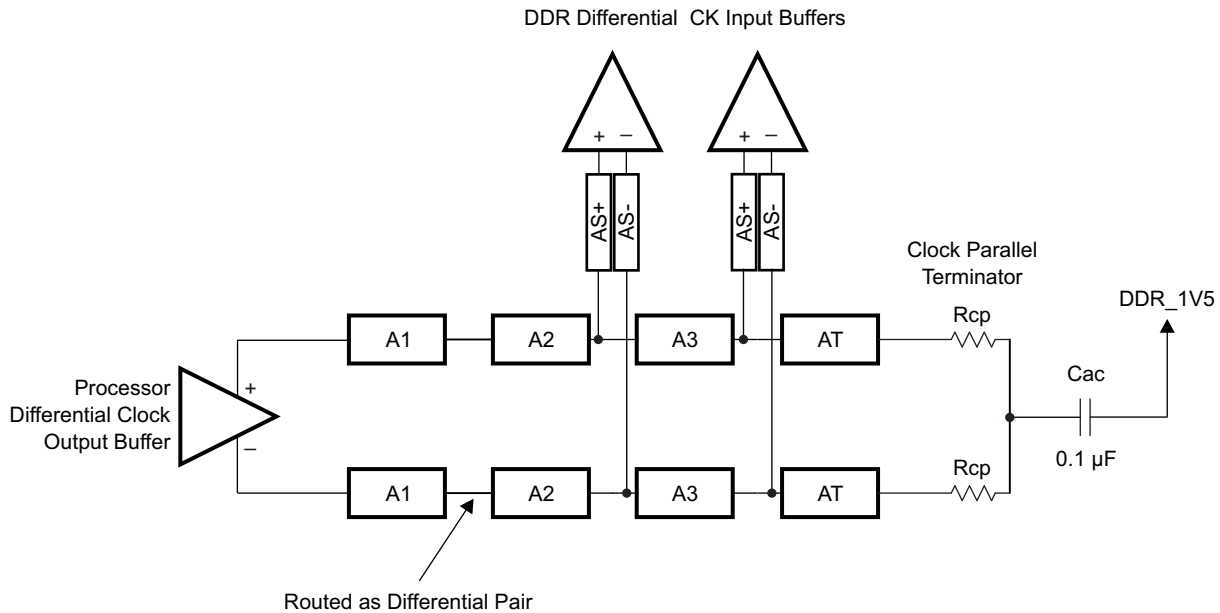 DDR Differential CK Input Buffers
+ −
+ −
AS+
AS-
AS+
AS-
Clock Parallel
Terminator
DDR_1V5
Rcp
A1
A2
A3
AT
Cac
Processor
Differential Clock
Output Buffer
+
−
0.1 µF
Rcp
A1
A2
A3
AT
Routed as Differential Pair